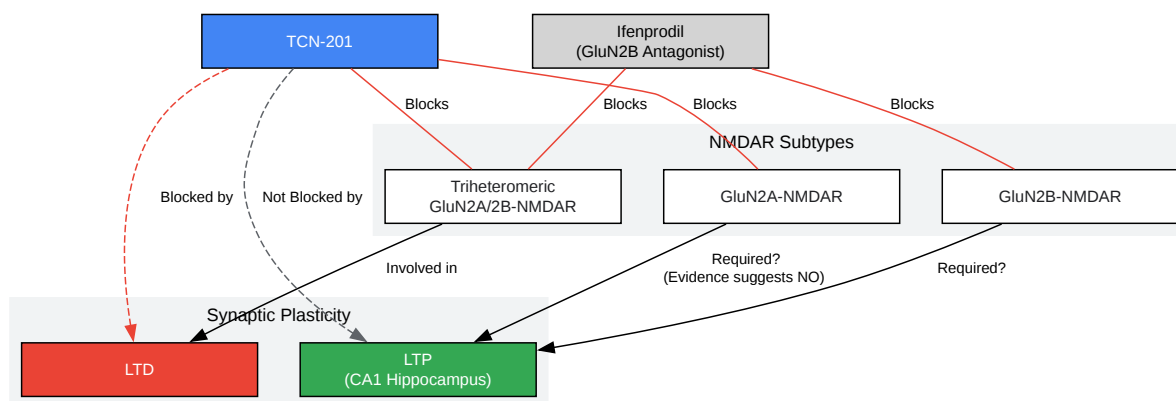 TCN-201
Ifenprodil
(GluN2B Antagonist)
Blocks
Blocks
Blocks
Blocks
NMDAR Subtypes
Triheteromeric
GluN2A/2B-NMDAR
GluN2A-NMDAR
GluN2B-NMDAR
Blocked by
Not Blocked by
Involved in
Required?
(Evidence suggests NO)
Required?
Synaptic Plasticity
LTD
LTP
(CA1 Hippocampus)